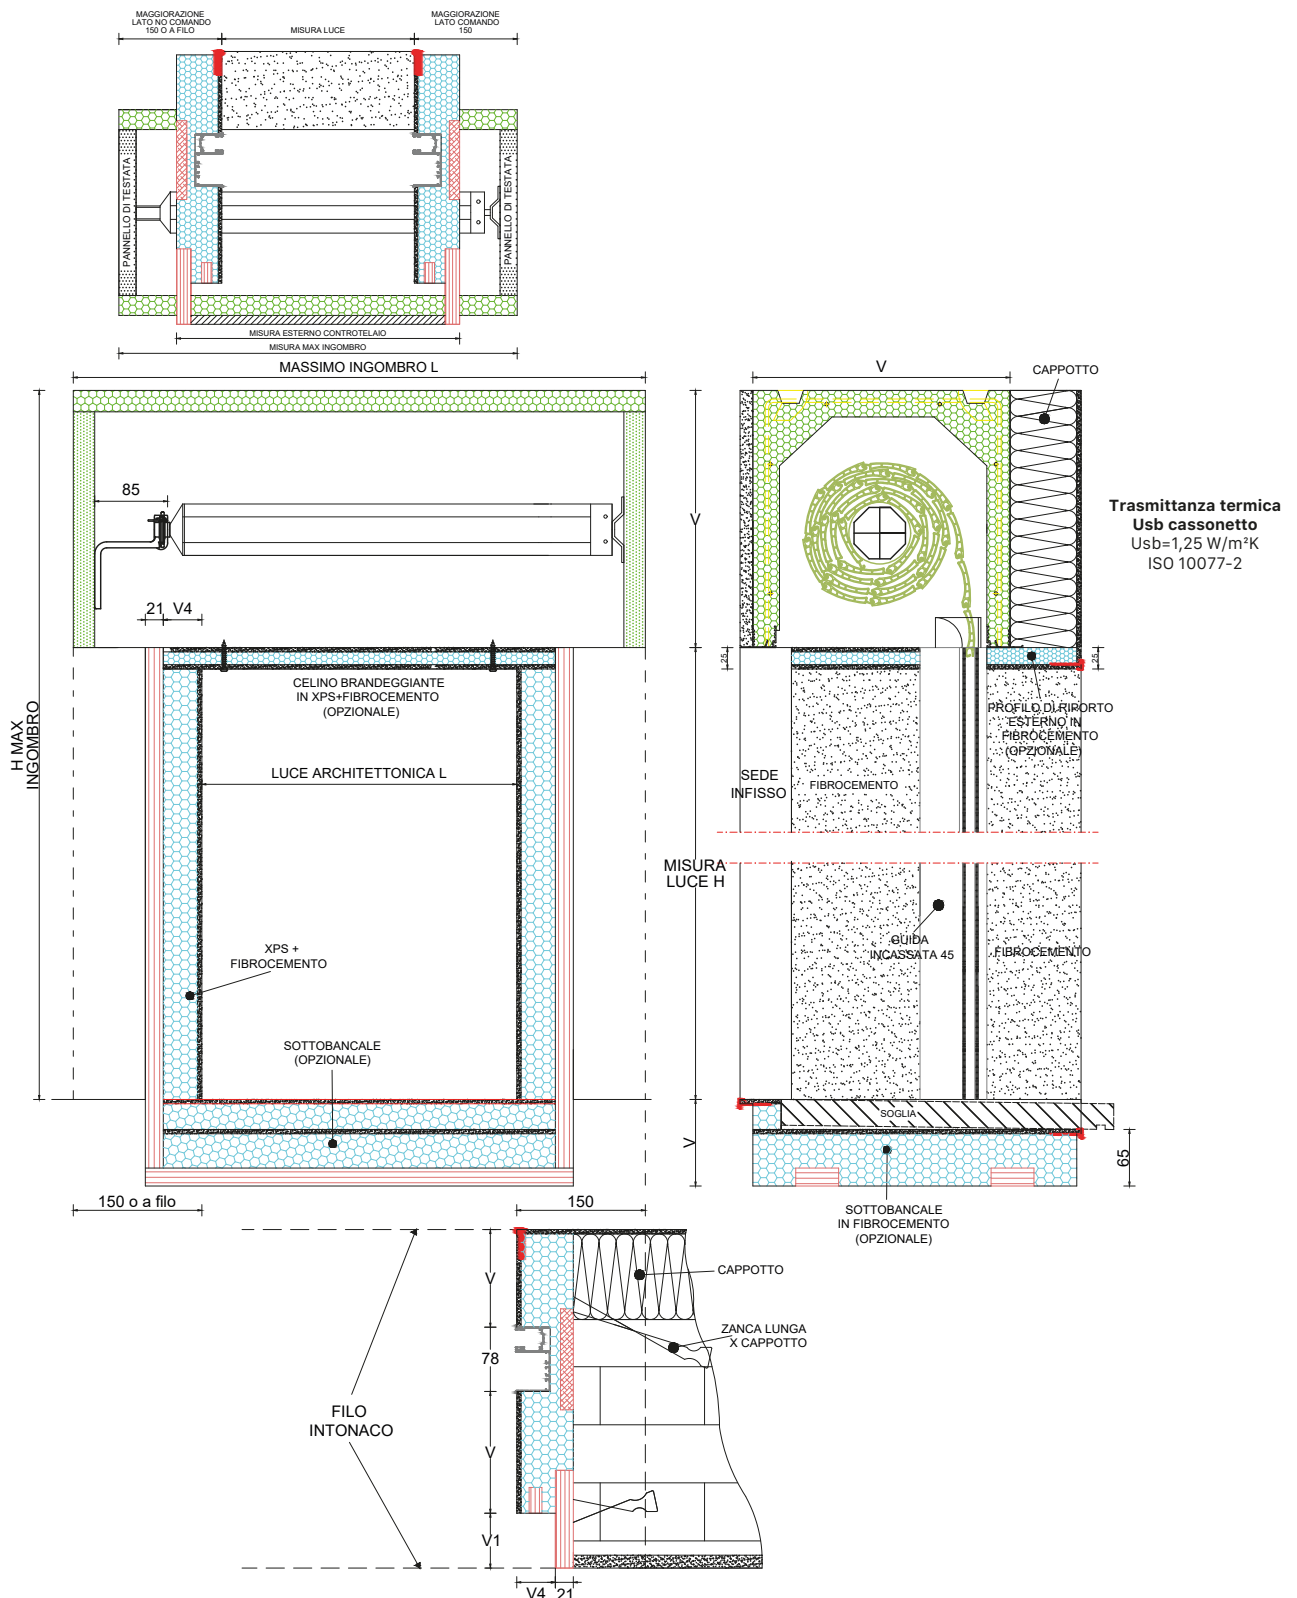 MAGGIORAZIONE
LATO NO COMANDO
150 O A FILO
MISURA LUCE
MAGGIORAZIONE
LATO COMANDO
150
PANNELLO DI TESTATA
PANNELLO DI TESTATA
MISURA ESTERNO CONTROTELAIO
MISURA MAX INGOMBRO
MASSIMO INGOMBRO L
V
CAPPOTTO
85
V
Trasmittanza termica
Usb cassonetto
Usb=1,25 W/m²K
ISO 10077-2
21
V4
25
25
CELINO BRANDEGGIANTE
IN XPS+FIBROCEMENTO
(OPZIONALE)
PROFILO DI RIPORTO
ESTERNO IN
FIBROCEMENTO
(OPZIONALE)
H MAX
INGOMBRO
LUCE ARCHITETTONICA L
SEDE
INFISSO
FIBROCEMENTO
MISURA
LUCE H
XPS +
FIBROCEMENTO
GUIDA
INCASSATA 45
FIBROCEMENTO
SOTTOBANCALE
(OPZIONALE)
SOGLIA
V
65
150 o a filo
150
SOTTOBANCALE
IN FIBROCEMENTO
(OPZIONALE)
V
CAPPOTTO
ZANCA LUNGA
X CAPPOTTO
78
FILO
INTONACO
V
V1
V4
21